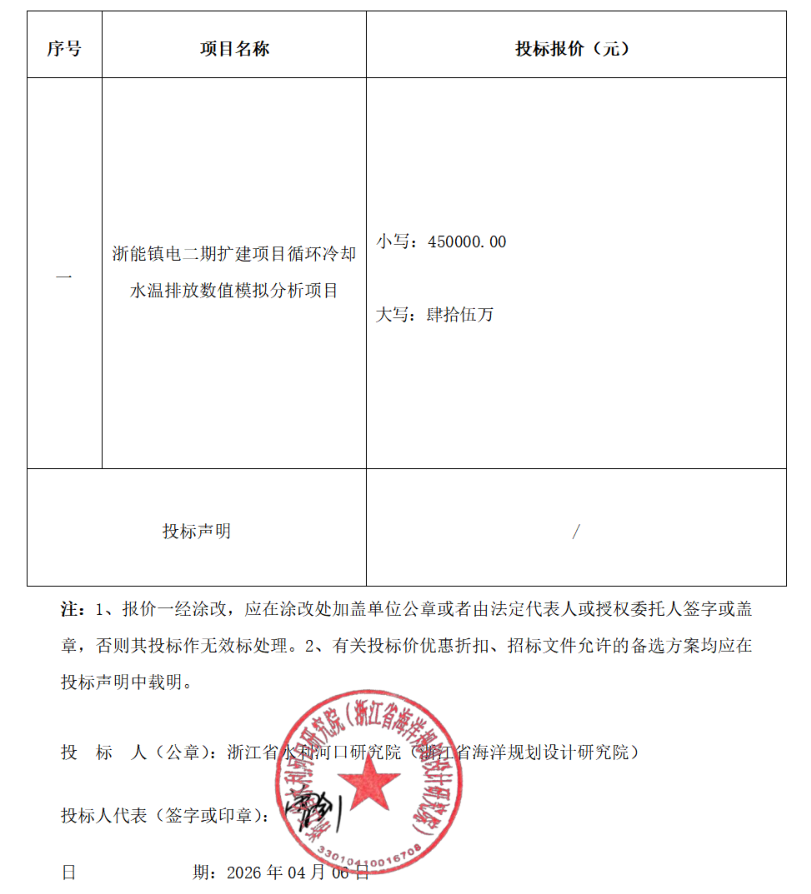 序号 项目名称 投标报价（元）
一
浙能镇电二期扩建项目循环冷却
水温排放数值模拟分析项目
小写：450000.00
大写：肆拾伍万
投标声明 /
注：1、报价一经涂改，应在涂改处加盖单位公章或者由法定代表人或授权委托人签字或盖
章，否则其投标作无效标处理。2、有关投标价优惠折扣、招标文件允许的备选方案均应在
投标声明中载明。
投 标 人（公章）：浙江省水利河口研究院（浙江省海洋规划设计研究院）
投标人代表（签字或印章）：
日 期：2026 年 04 月 06 日
浙江省水利河口研究院（浙江省海洋规划设计研究院）
33010410016708